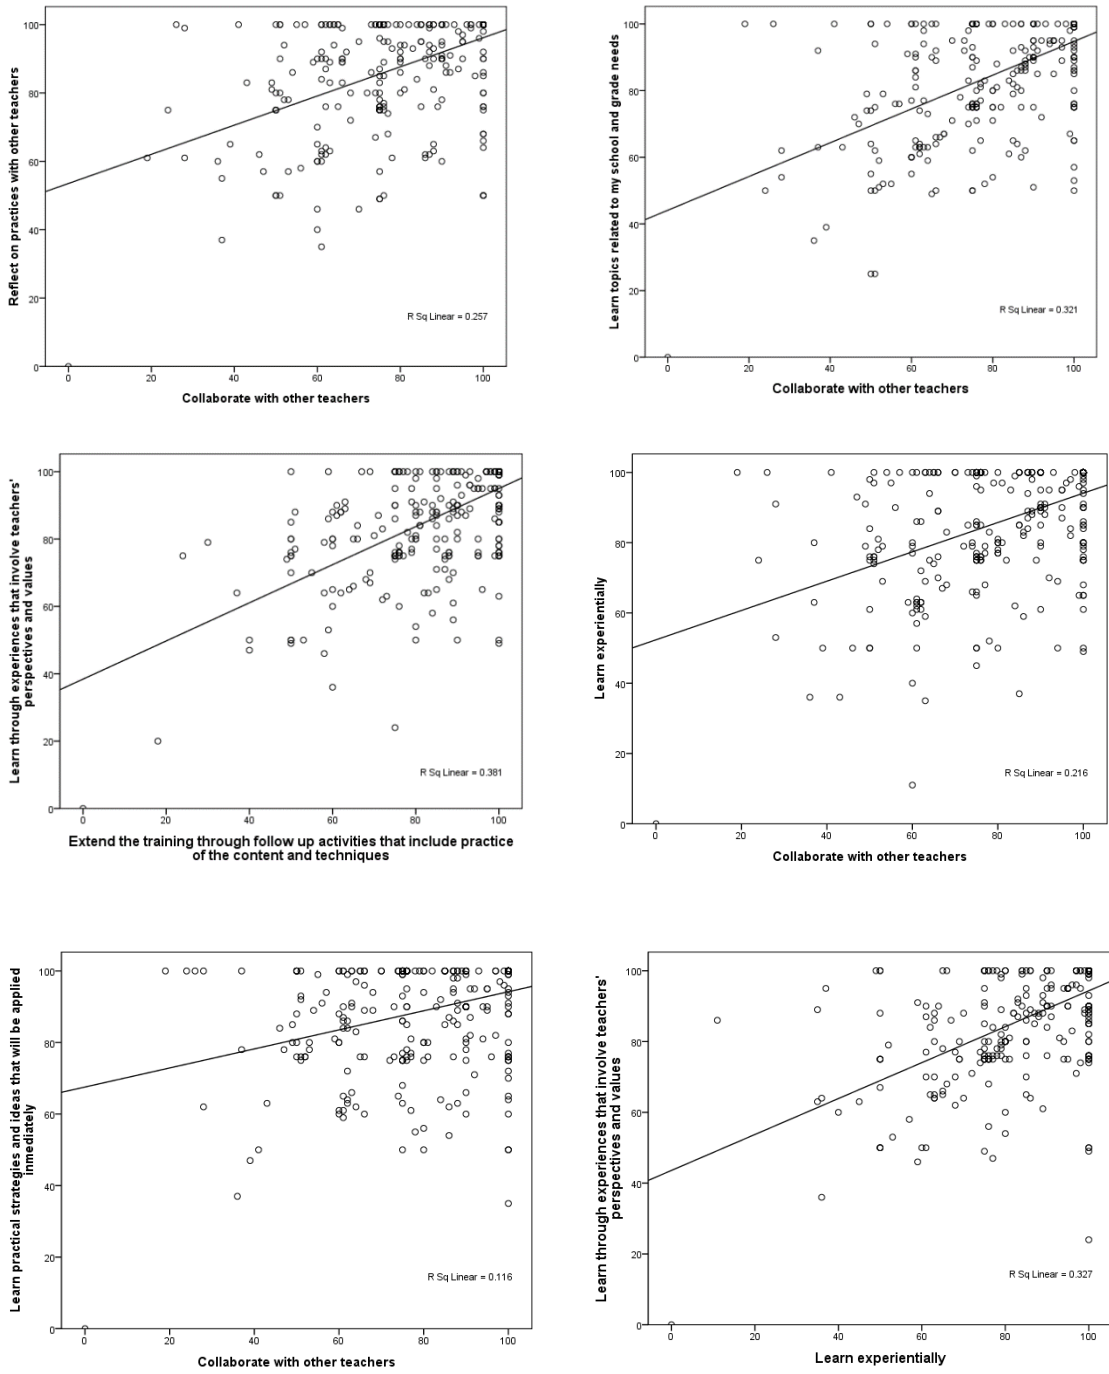 100
80
60
40
20
0
Reflect on practices with other teachers
R Sq Linear = 0.257
0 20 40 60 80 100
Collaborate with other teachers
100
80
60
40
20
0
Learn topics related to my school and grade needs
R Sq Linear = 0.321
0 20 40 60 80 100
Collaborate with other teachers
100
80
60
40
20
0
Learn through experiences that involve teachers'
perspectives and values
R Sq Linear = 0.381
0 20 40 60 80 100
Extend the training through follow up activities that include practice
of the content and techniques
100
80
60
40
20
0
Learn experientially
R Sq Linear = 0.216
0 20 40 60 80 100
Collaborate with other teachers
100
80
60
40
20
0
Learn practical strategies and ideas that will be applied
inmediately
R Sq Linear = 0.116
0 20 40 60 80 100
Collaborate with other teachers
100
80
60
40
20
0
Learn through experiences that involve teachers'
perspectives and values
R Sq Linear = 0.327
0 20 40 60 80 100
Learn experientially